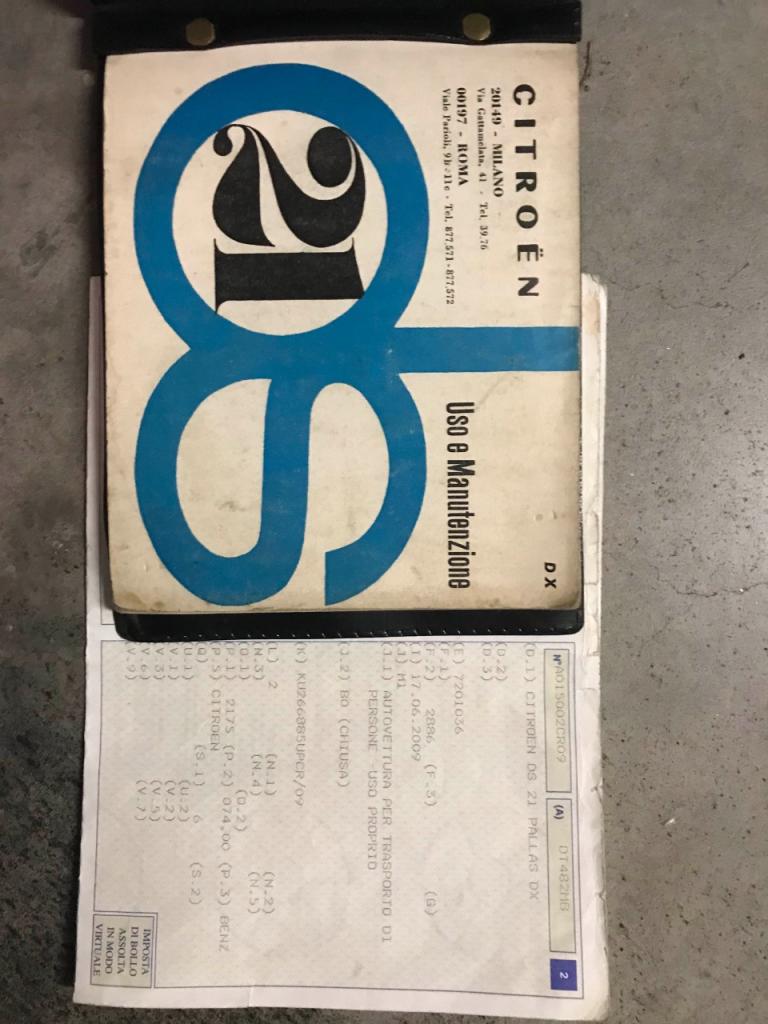 CITROËN
20149 - MILANO
Via Gattamelata, 41 - Tel. 39.76
00197 - ROMA
Viale Parioli, 9b-11c - Tel. 877.571-877.572
DS
21
Uso e Manutenzione
DX
N°A015002CR09
(A) DT482MB
2
(D.1) CITROEN DS 21 PALLAS DX
(D.2)
(D.3)
(E) 7201036
(F.1)
(F.2) 2886 (F.3) (G)
(I) 17.06.2009
(J) M1
(J.1) AUTOVETTURA PER TRASPORTO DI
PERSONE -USO PROPRIO
(J.2) BO (CHIUSA)
(K) KU266885UPCR/09
(L) 2 (N.1) (N.2)
(N.3) (N.4) (N.5)
(O.1) (O.2)
(P.1) 2175 (P.2) 074,00 (P.3) BENZ
(P.5) CITROEN
(Q) (S.1) 6 (S.2)
(U.1) (U.2)
(V.1) (V.2)
(V.3) (V.5)
(V.6) (V.7)
(V.9)
IMPOSTA
DI BOLLO
ASSOLTA
IN MODO
VIRTUALE